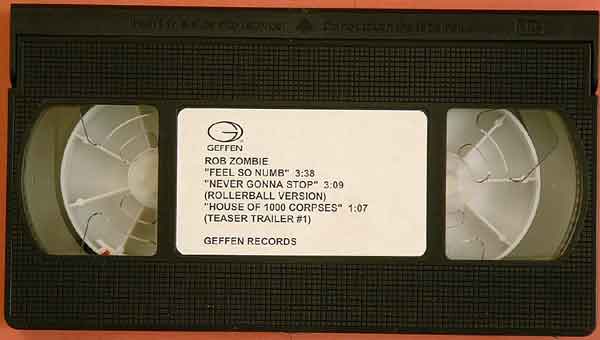 GEFFEN
ROB ZOMBIE
"FEEL SO NUMB" 3:38
"NEVER GONNA STOP" 3:09
(ROLLERBALL VERSION)
"HOUSE OF 1000 CORPSES" 1:07
(TEASER TRAILER #1)
GEFFEN RECORDS